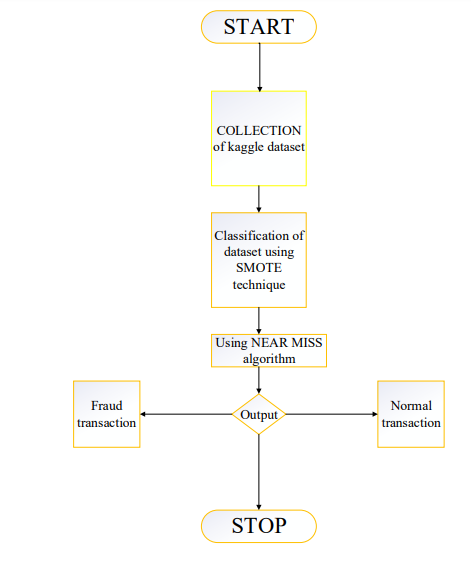 START
COLLECTION
of kaggle dataset
Classification of
dataset using
SMOTE
technique
Using NEAR MISS
algorithm
Fraud
transaction
Output
Normal
transaction
STOP